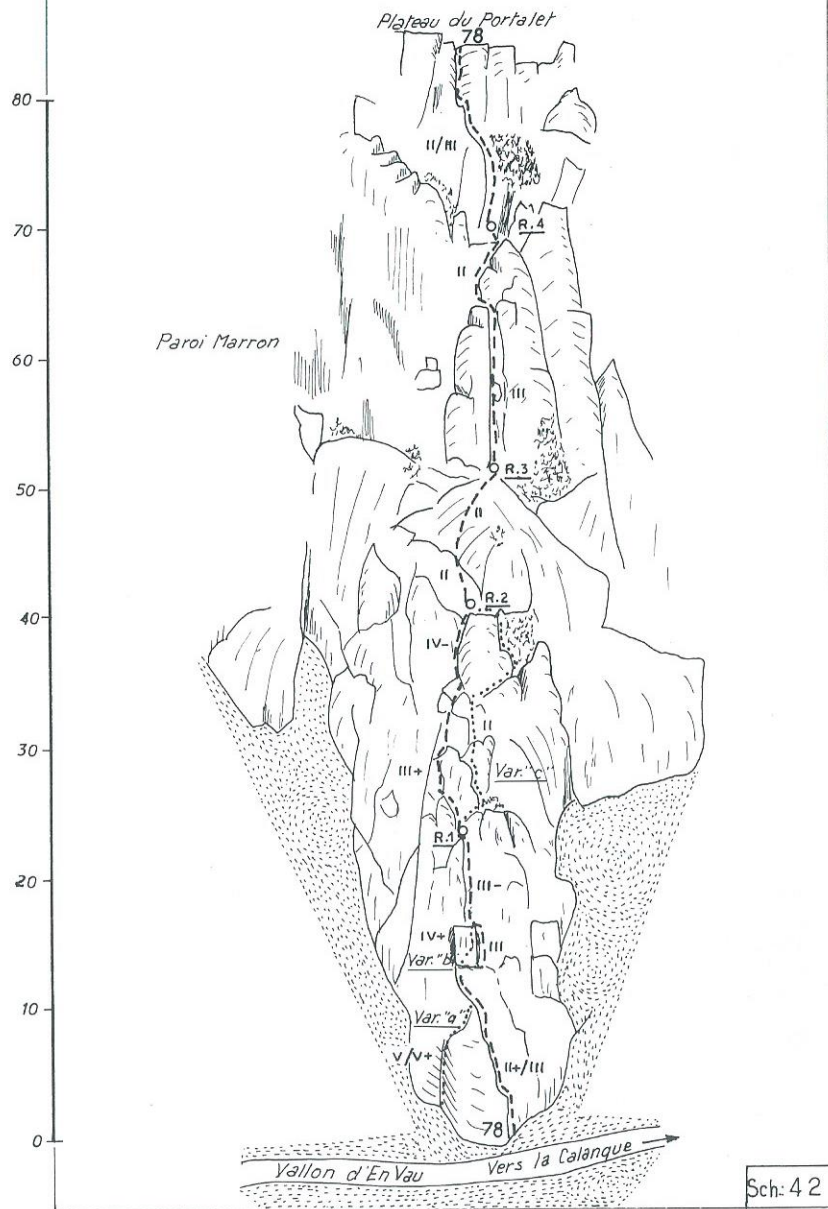 Plateau du Portalet
78
80
II/III
70
R.4
II
Paroi Marron
60
III
R.3
50
II
II
R.2
40
IV-
II
30
III+
Var."c"
R.1
20
III-
IV+
III
Var."b"
10
Var."a"
V/V+
II+/III
78
0
Vallon d'En Vau
Vers la Calanque
Sch: 42